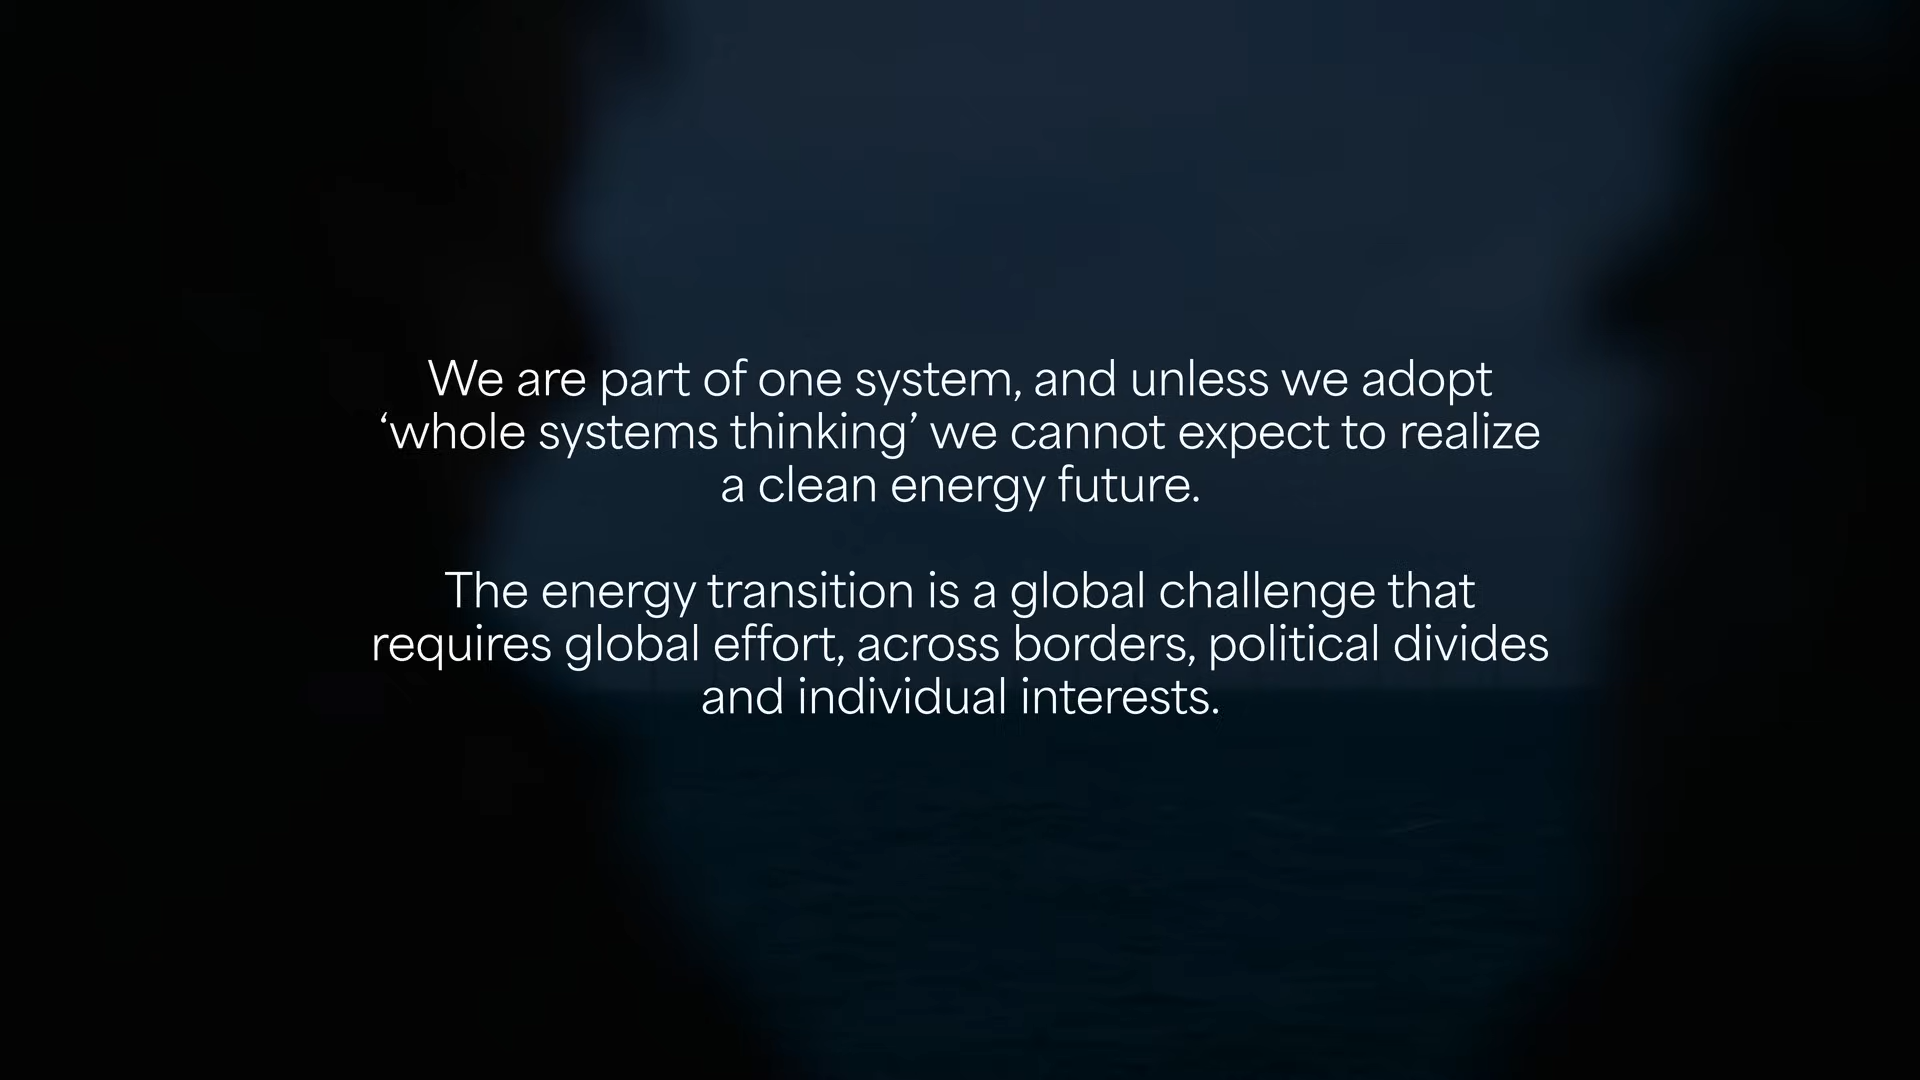 We are part of one system, and unless we adopt
‘whole systems thinking’ we cannot expect to realize
a clean energy future.
The energy transition is a global challenge that
requires global effort, across borders, political divides
and individual interests.